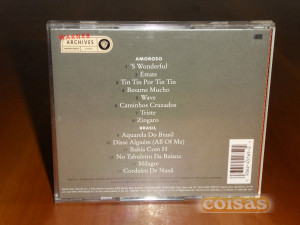 WARNER
ARCHIVES
AMOROSO
'S Wonderful
Estate
Tin Tin Por Tin Tin
Besame Mucho
Wave
Caminhos Cruzados
Triste
Zingaro
BRASIL
Aquarela Do Brasil
Disse Alguém (All Of Me)
Bahia Com H
No Tabuleiro Da Baiana
Milagre
Cordeiro De Nanã
coisas